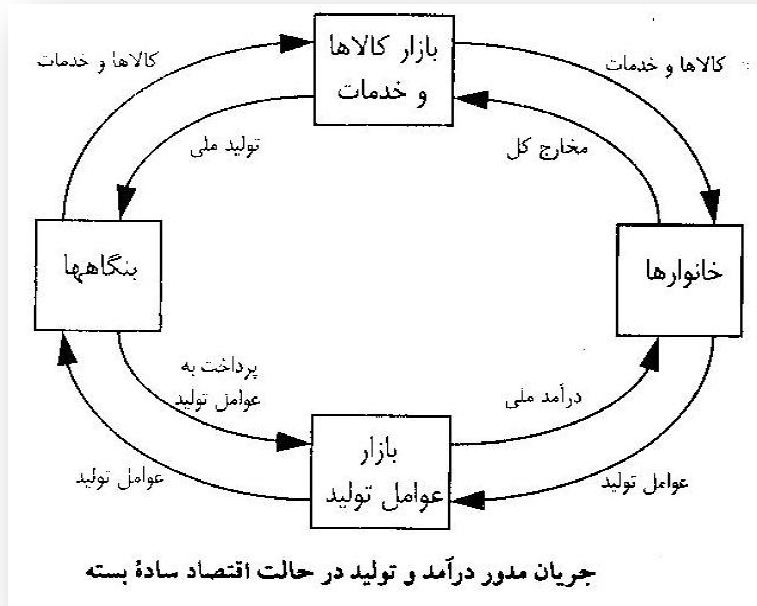 بازار کالاها
و خدمات
کالاها و خدمات
کالاها و خدمات
تولید ملی
مخارج کل
بنگاهها
خانوارها
پرداخت به
عوامل تولید
درآمد ملی
بازار
عوامل تولید
عوامل تولید
عوامل تولید
جریان مدور درآمد و تولید در حالت اقتصاد سادهٔ بسته